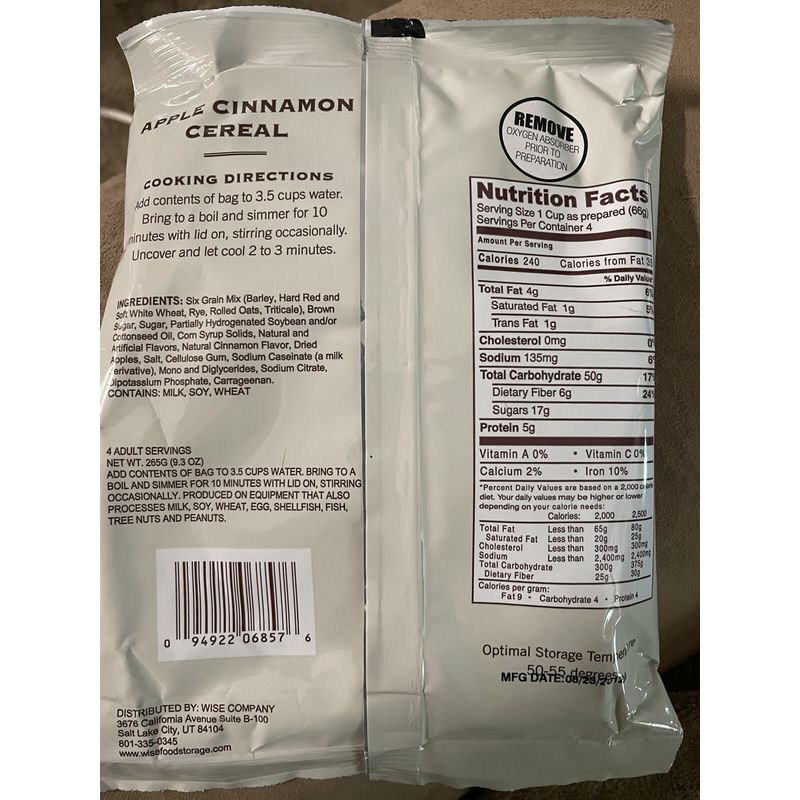 APPLE CINNAMON
CEREAL
COOKING DIRECTIONS
Add contents of bag to 3.5 cups water.
Bring to a boil and simmer for 10
minutes with lid on, stirring occasionally.
Uncover and let cool 2 to 3 minutes.
INGREDIENTS: Six Grain Mix (Barley, Hard Red and
Soft White Wheat, Rye, Rolled Oats, Triticale), Brown
Sugar, Sugar, Partially Hydrogenated Soybean and/or
Cottonseed Oil, Corn Syrup Solids, Natural and
Artificial Flavors, Natural Cinnamon Flavor, Dried
Apples, Salt, Cellulose Gum, Sodium Caseinate (a milk
derivative), Mono and Diglycerides, Sodium Citrate,
Dipotassium Phosphate, Carrageenan.
CONTAINS: MILK, SOY, WHEAT
4 ADULT SERVINGS
NET WT. 265G (9.3 OZ)
ADD CONTENTS OF BAG TO 3.5 CUPS WATER. BRING TO A
BOIL AND SIMMER FOR 10 MINUTES WITH LID ON, STIRRING
OCCASIONALLY. PRODUCED ON EQUIPMENT THAT ALSO
PROCESSES MILK, SOY, WHEAT, EGG, SHELLFISH, FISH,
TREE NUTS AND PEANUTS.
0 94922 06857 6
DISTRIBUTED BY: WISE COMPANY
3676 California Avenue Suite B-100
Salt Lake City, UT 84104
801-335-0345
www.wisefoodstorage.com
REMOVE
OXYGEN ABSORBER
PRIOR TO
PREPARATION
Nutrition Facts
Serving Size 1 Cup as prepared (66g)
Servings Per Container 4
Amount Per Serving
Calories 240 Calories from Fat 35
% Daily Value*
Total Fat 4g 6%
Saturated Fat 1g 5%
Trans Fat 1g
Cholesterol 0mg 0%
Sodium 135mg 6%
Total Carbohydrate 50g 17%
Dietary Fiber 6g 24%
Sugars 17g
Protein 5g
Vitamin A 0% • Vitamin C 0%
Calcium 2% • Iron 10%
*Percent Daily Values are based on a 2,000 calorie
diet. Your daily values may be higher or lower
depending on your calorie needs:
Calories: 2,000 2,500
Total Fat Less than 65g 80g
Saturated Fat Less than 20g 25g
Cholesterol Less than 300mg 300mg
Sodium Less than 2,400mg 2,400mg
Total Carbohydrate 300g 375g
Dietary Fiber 25g 30g
Calories per gram:
Fat 9 • Carbohydrate 4 • Protein 4
Optimal Storage Temperature
50-55 degrees
MFG DATE:08/23/2012